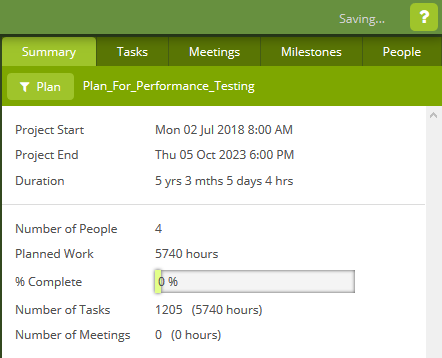 Saving... ?
Summary Tasks Meetings Milestones People
Plan Plan_For_Performance_Testing
Project Start Mon 02 Jul 2018 8:00 AM
Project End Thu 05 Oct 2023 6:00 PM
Duration 5 yrs 3 mths 5 days 4 hrs
Number of People 4
Planned Work 5740 hours
% Complete 0 %
Number of Tasks 1205 (5740 hours)
Number of Meetings 0 (0 hours)